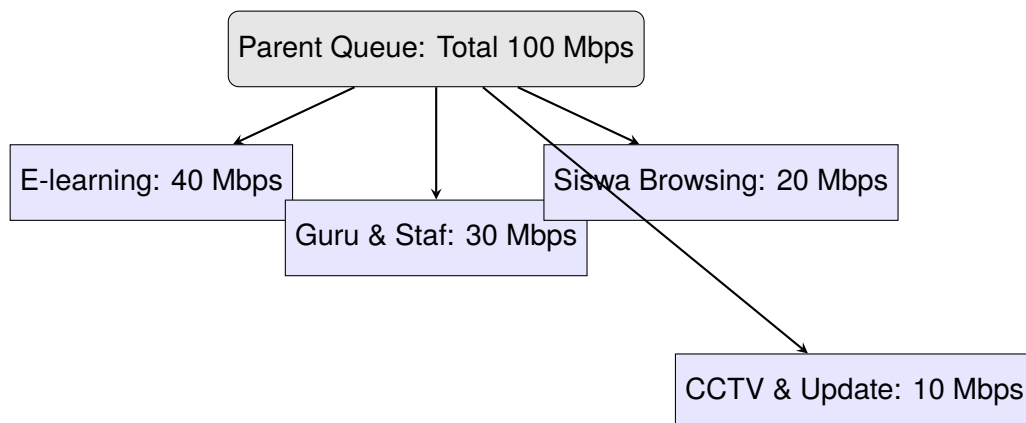 Parent Queue: Total 100 Mbps
E-learning: 40 Mbps
Siswa Browsing: 20 Mbps
Guru & Staf: 30 Mbps
CCTV & Update: 10 Mbps